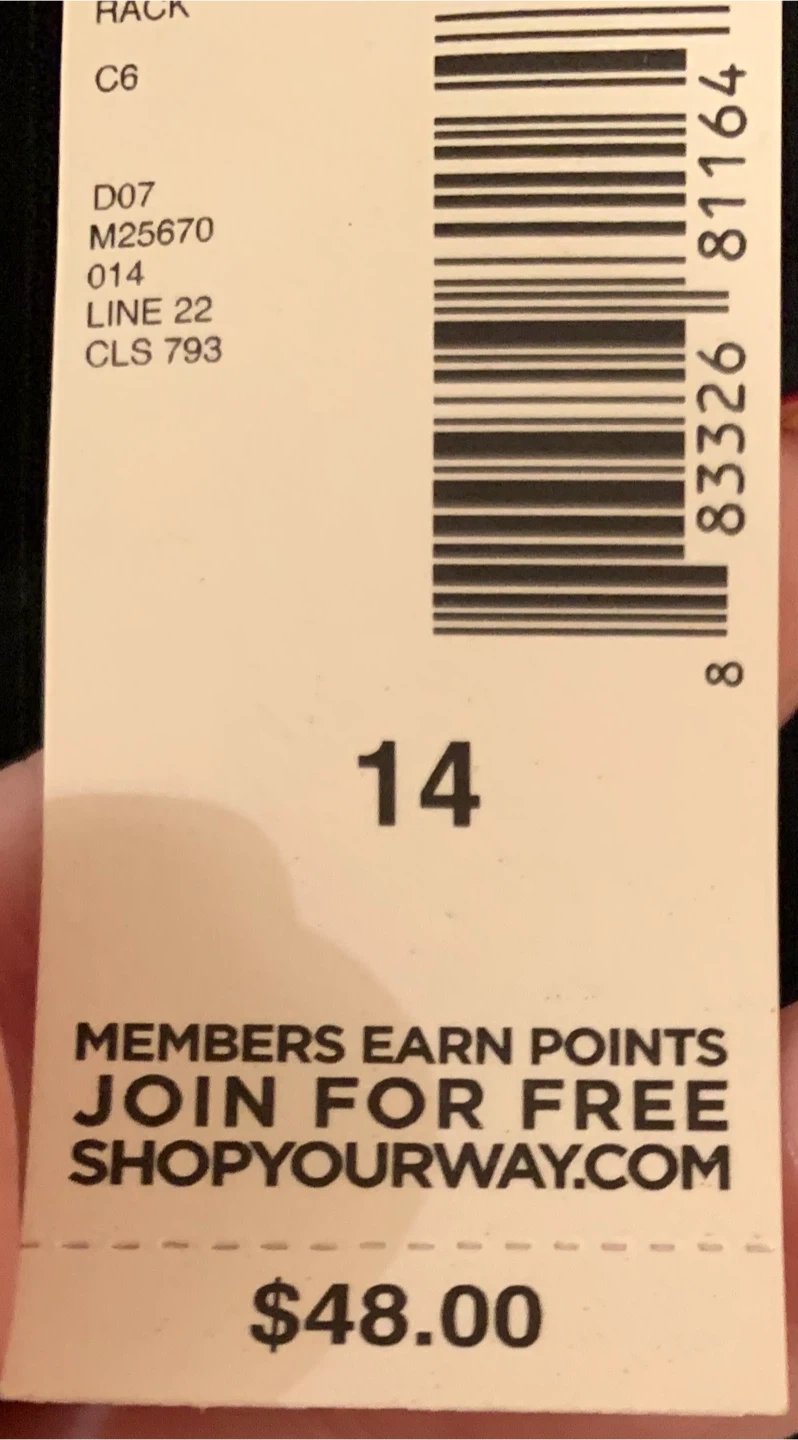 RACK
C6
D07
M25670
014
LINE 22
CLS 793
8 83326 81164
14
MEMBERS EARN POINTS
JOIN FOR FREE
SHOPYOURWAY.COM
$48.00